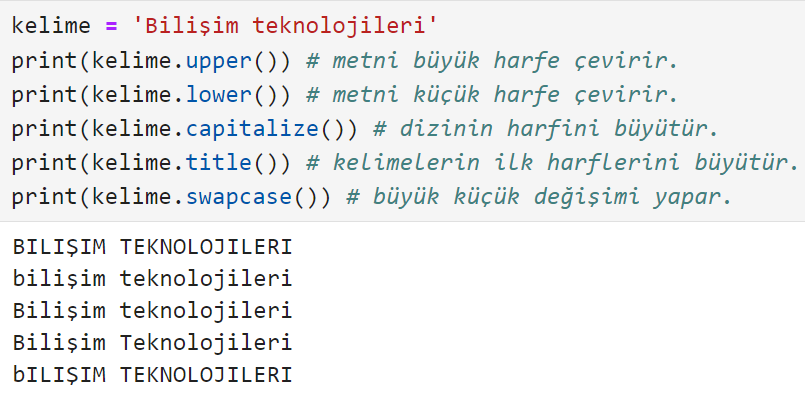 kelime = 'Bilişim teknolojileri'
print(kelime.upper()) # metni büyük harfe çevirir.
print(kelime.lower()) # metni küçük harfe çevirir.
print(kelime.capitalize()) # dizinin harfini büyütür.
print(kelime.title()) # kelimelerin ilk harflerini büyütür.
print(kelime.swapcase()) # büyük küçük değişimi yapar.
BILIŞIM TEKNOLOJILERI
bilişim teknolojileri
Bilişim teknolojileri
Bilişim Teknolojileri
bILIŞIM TEKNOLOJILERI